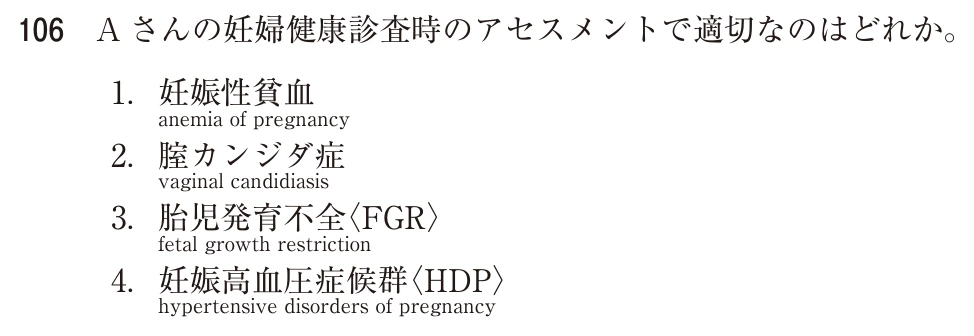 106 A さんの妊婦健康診査時のアセスメントで適切なのはどれか。
1. 妊娠性貧血
anemia of pregnancy
2. 腟カンジダ症
vaginal candidiasis
3. 胎児発育不全〈FGR〉
fetal growth restriction
4. 妊娠高血圧症候群〈HDP〉
hypertensive disorders of pregnancy